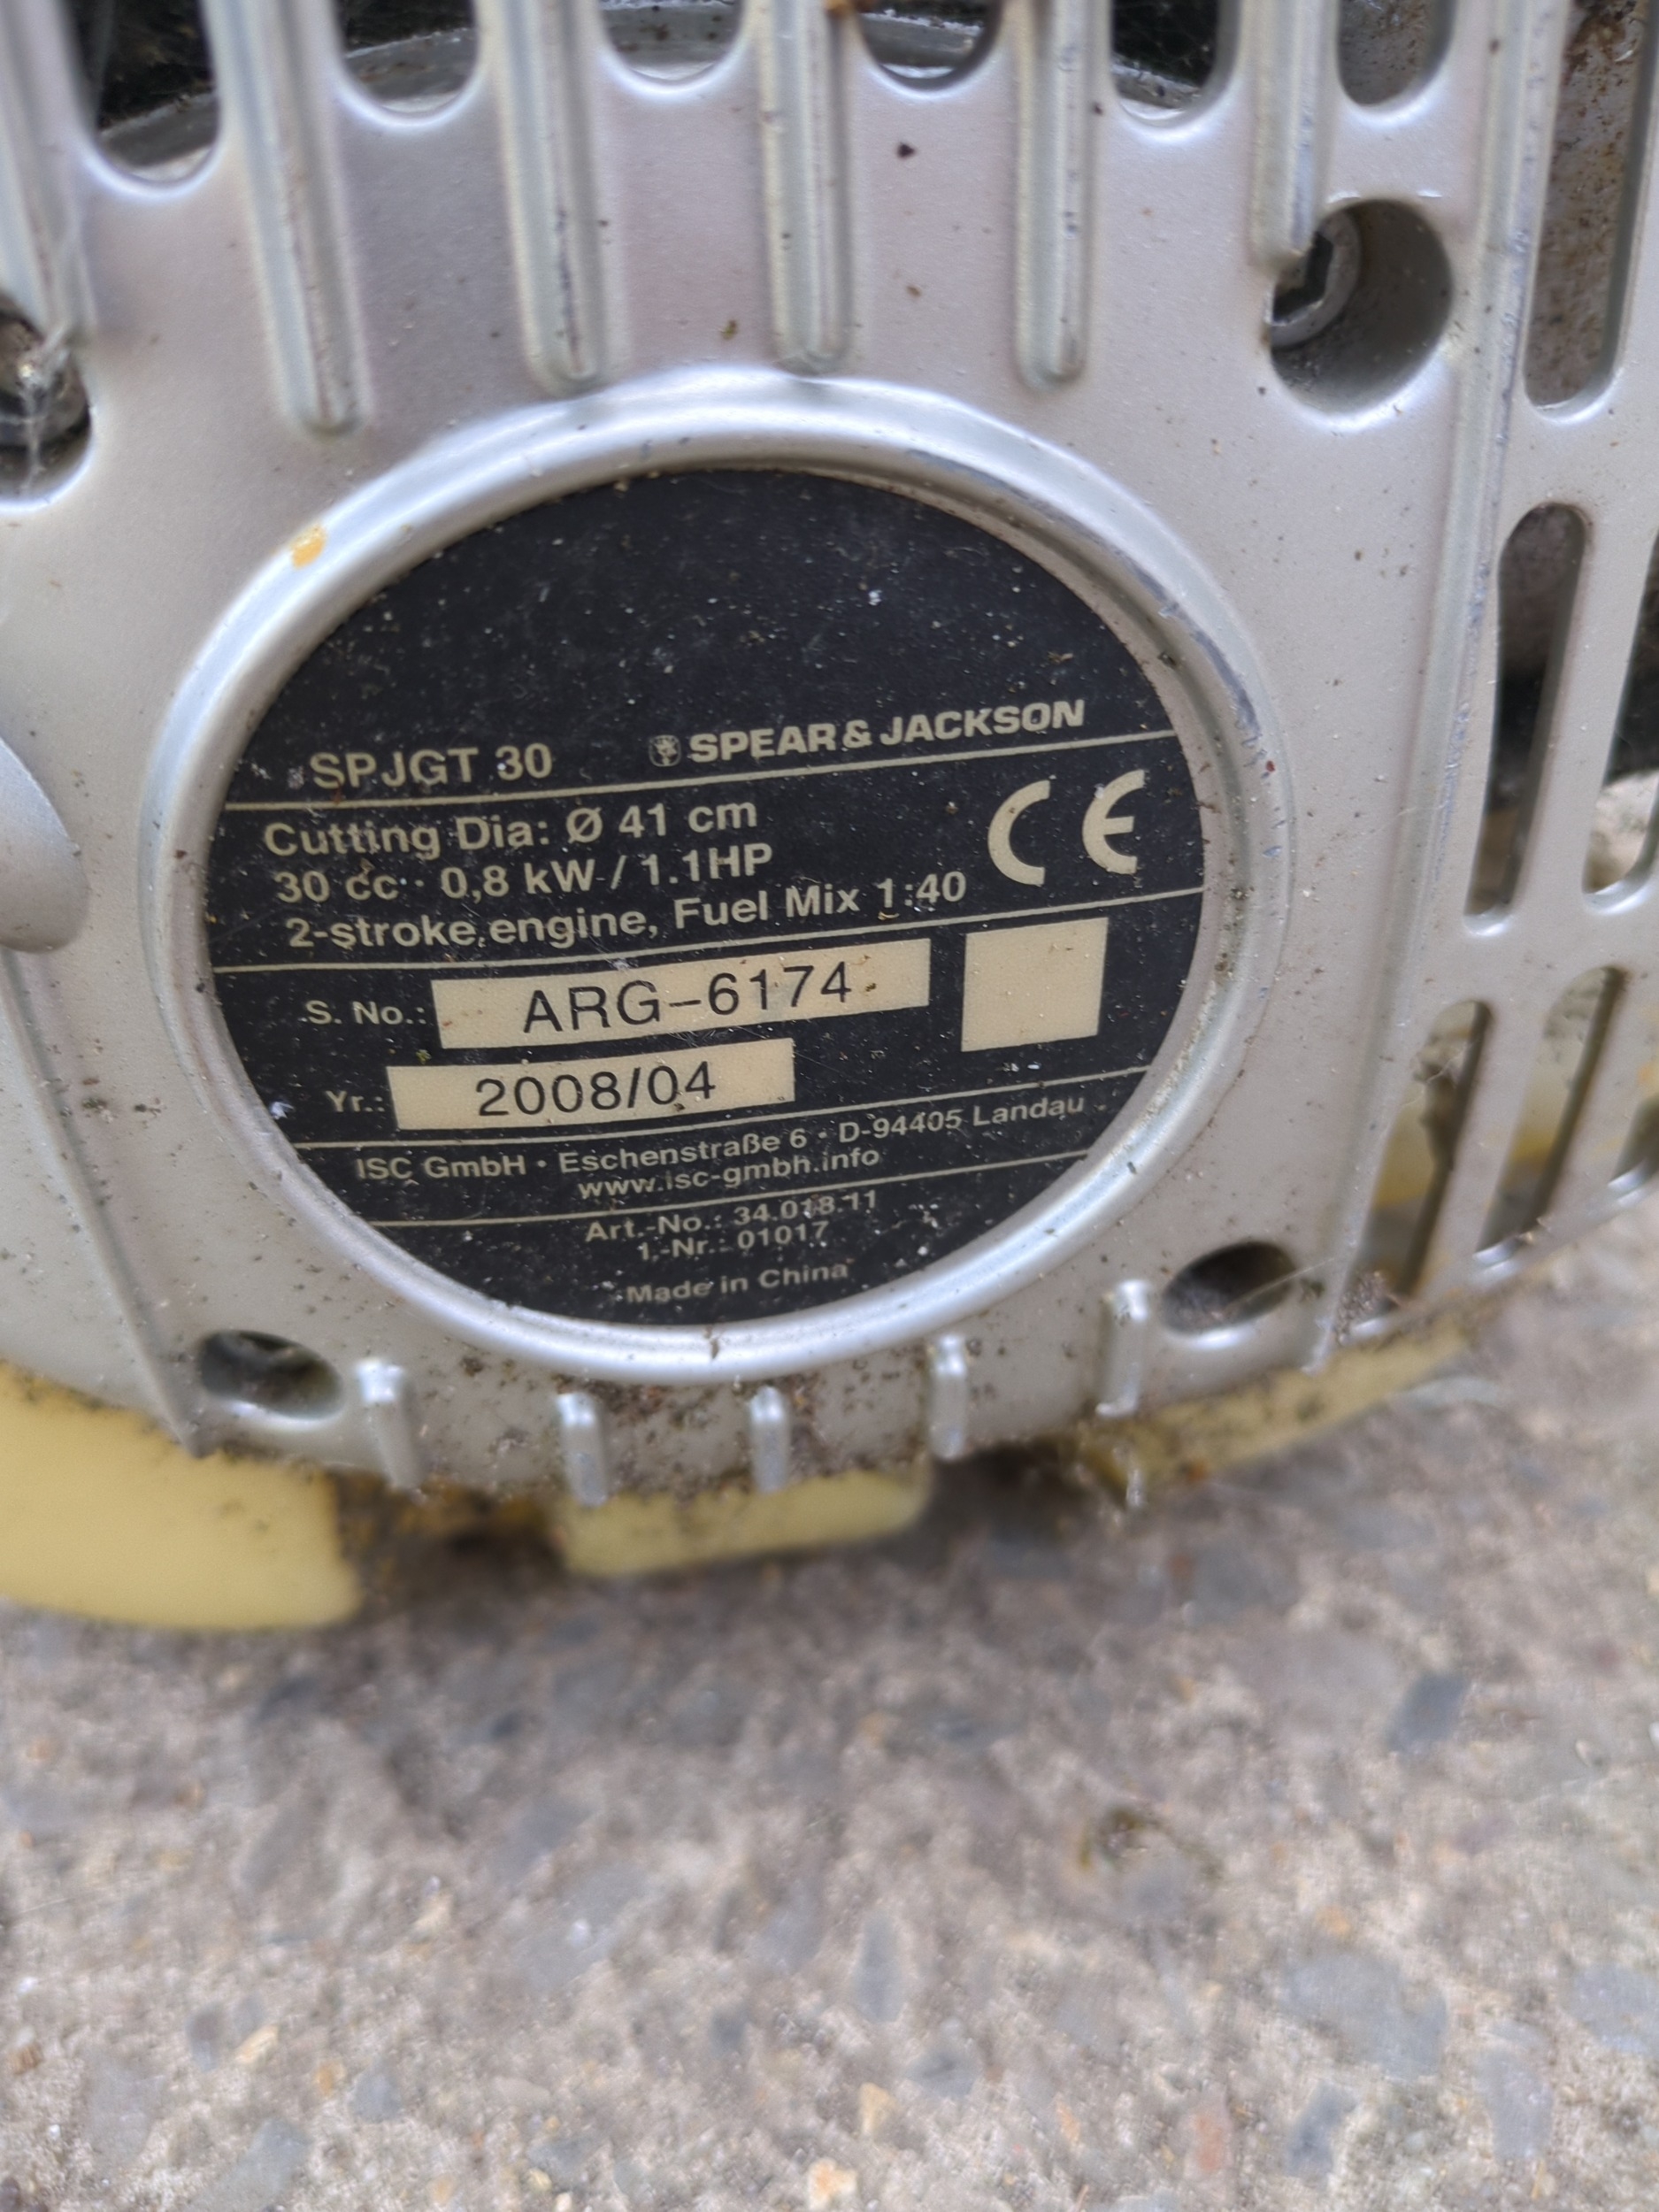 SPJGT 30 SPEAR & JACKSON
Cutting Dia: Ø 41 cm
30 cc · 0,8 kW / 1.1HP
2-stroke engine, Fuel Mix 1:40
CE
S. No.: ARG-6174
Yr.: 2008/04
ISC GmbH · Eschenstraße 6 · D-94405 Landau
www.isc-gmbh.info
Art.-No.: 34.018.11
I.-Nr.: 01017
Made in China